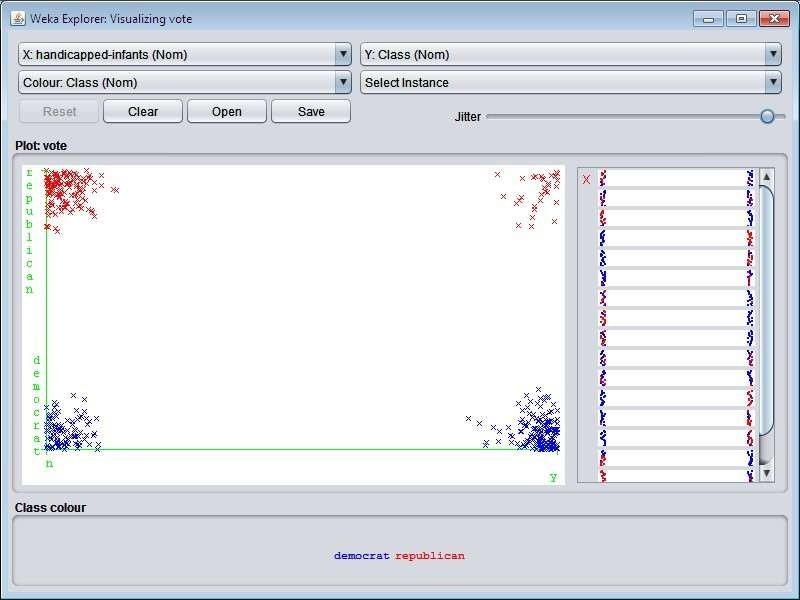 Weka Explorer: Visualizing vote
X: handicapped-infants (Nom)
Y: Class (Nom)
Colour: Class (Nom)
Select Instance
Reset
Clear
Open
Save
Jitter
Plot: vote
republican
democrat
n
y
X
Class colour
democrat republican